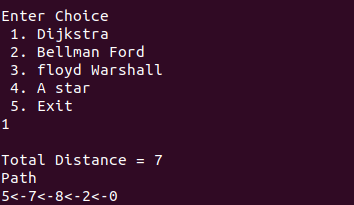 Enter Choice
1. Dijkstra
2. Bellman Ford
3. floyd Warshall
4. A star
5. Exit
1
Total Distance = 7
Path
5<-7<-8<-2<-0